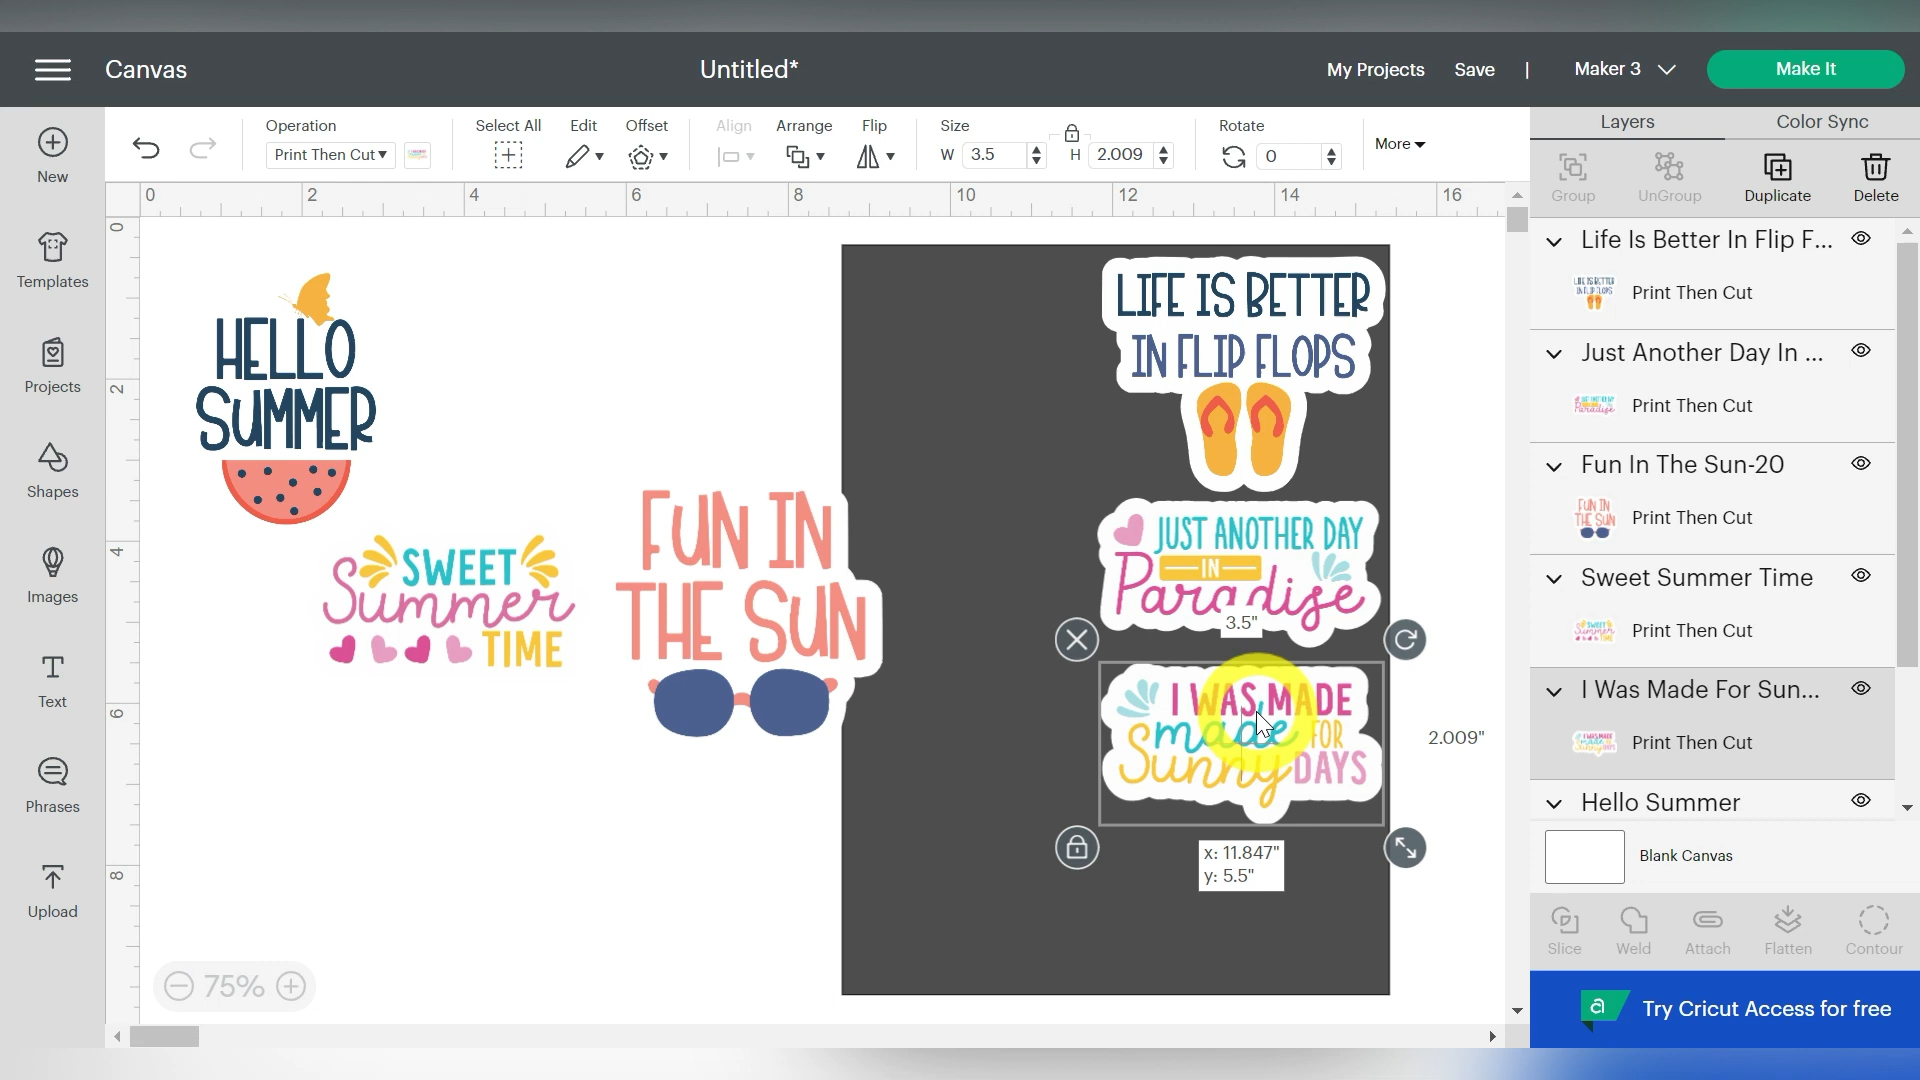 Canvas
Untitled*
My Projects
Save
|
Maker 3
Make It
New
Templates
Projects
Shapes
Images
Text
Phrases
Upload
Operation
Print Then Cut
Select All
Edit
Offset
Align
Arrange
Flip
Size
W 3.5
H 2.009
Rotate
0
More
0 2 4 6 8 10 12 14 16
0
2
4
6
8
HELLO
SUMMER
SWEET
Summer
TIME
FUN IN
THE SUN
LIFE IS BETTER
IN FLIP FLOPS
JUST ANOTHER DAY
IN
Paradise
3.5"
I WAS MADE
made FOR
Sunny DAYS
2.009"
x: 11.847"
y: 5.5"
75%
Layers
Color Sync
Group
UnGroup
Duplicate
Delete
Life Is Better In Flip F...
Print Then Cut
Just Another Day In ...
Print Then Cut
Fun In The Sun-20
Print Then Cut
Sweet Summer Time
Print Then Cut
I Was Made For Sun...
Print Then Cut
Hello Summer
Blank Canvas
Slice
Weld
Attach
Flatten
Contour
a Try Cricut Access for free